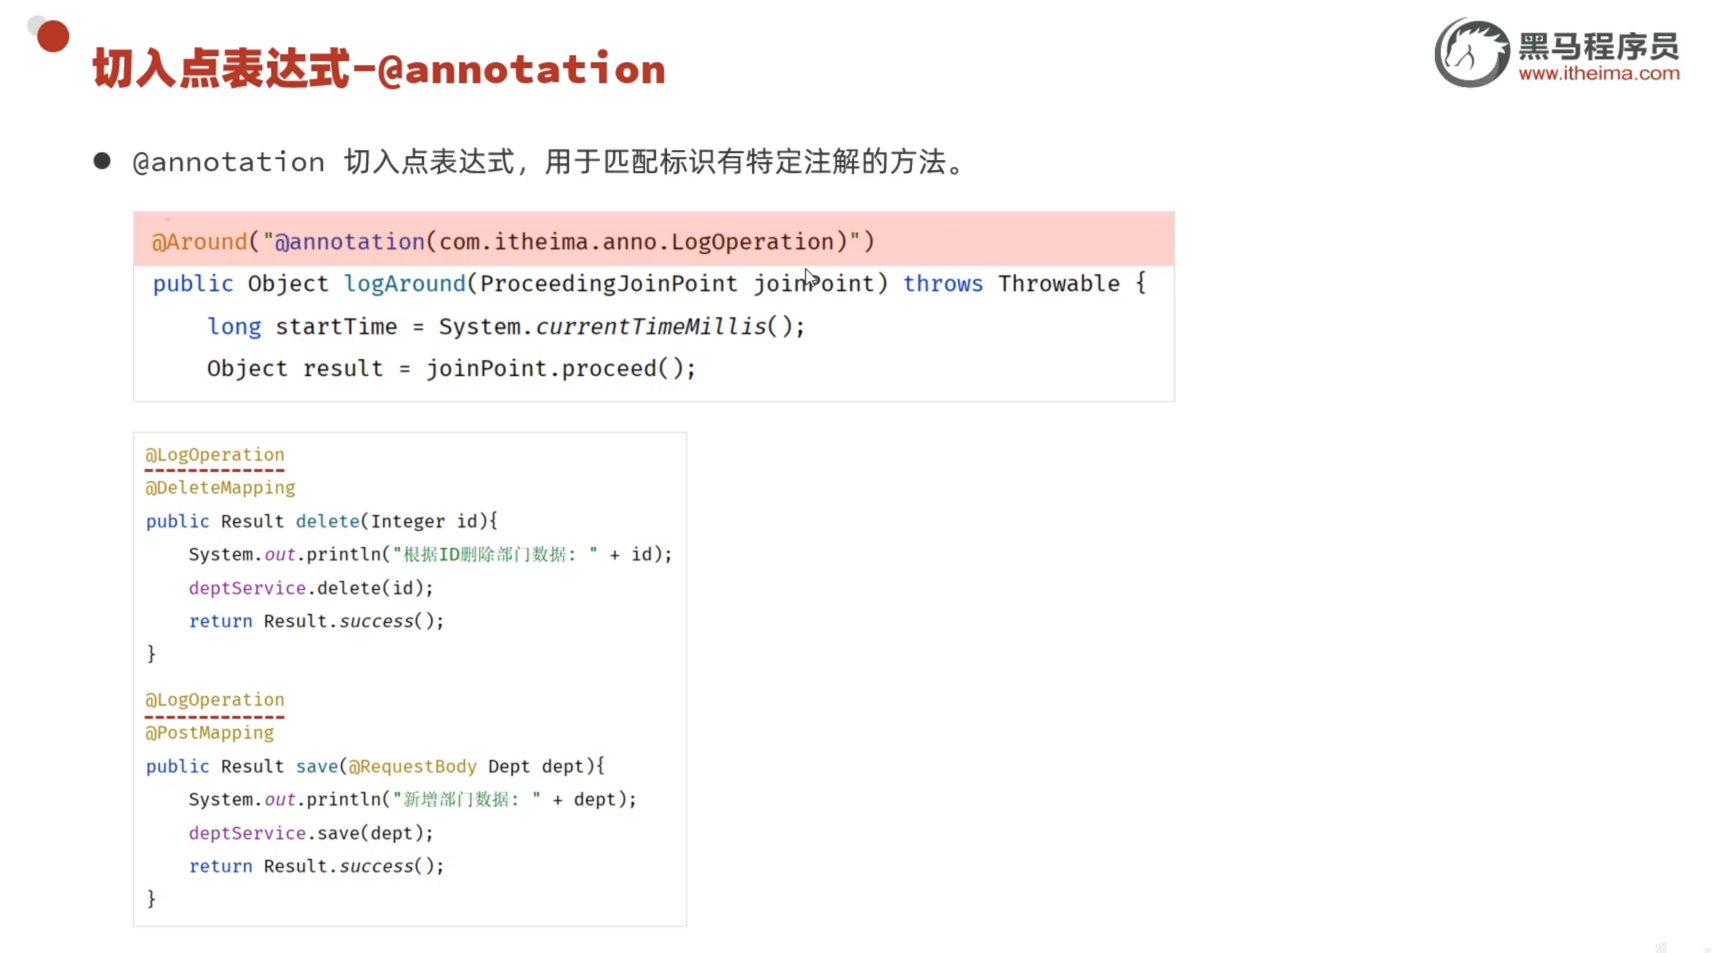 切入点表达式-@annotation
黑马程序员
www.itheima.com
@annotation 切入点表达式，用于匹配标识有特定注解的方法。
@Around("@annotation(com.itheima.anno.LogOperation)")
public Object logAround(ProceedingJoinPoint joinPoint) throws Throwable {
long startTime = System.currentTimeMillis();
Object result = joinPoint.proceed();
@LogOperation
@DeleteMapping
public Result delete(Integer id){
System.out.println("根据ID删除部门数据: " + id);
deptService.delete(id);
return Result.success();
}
@LogOperation
@PostMapping
public Result save(@RequestBody Dept dept){
System.out.println("新增部门数据: " + dept);
deptService.save(dept);
return Result.success();
}